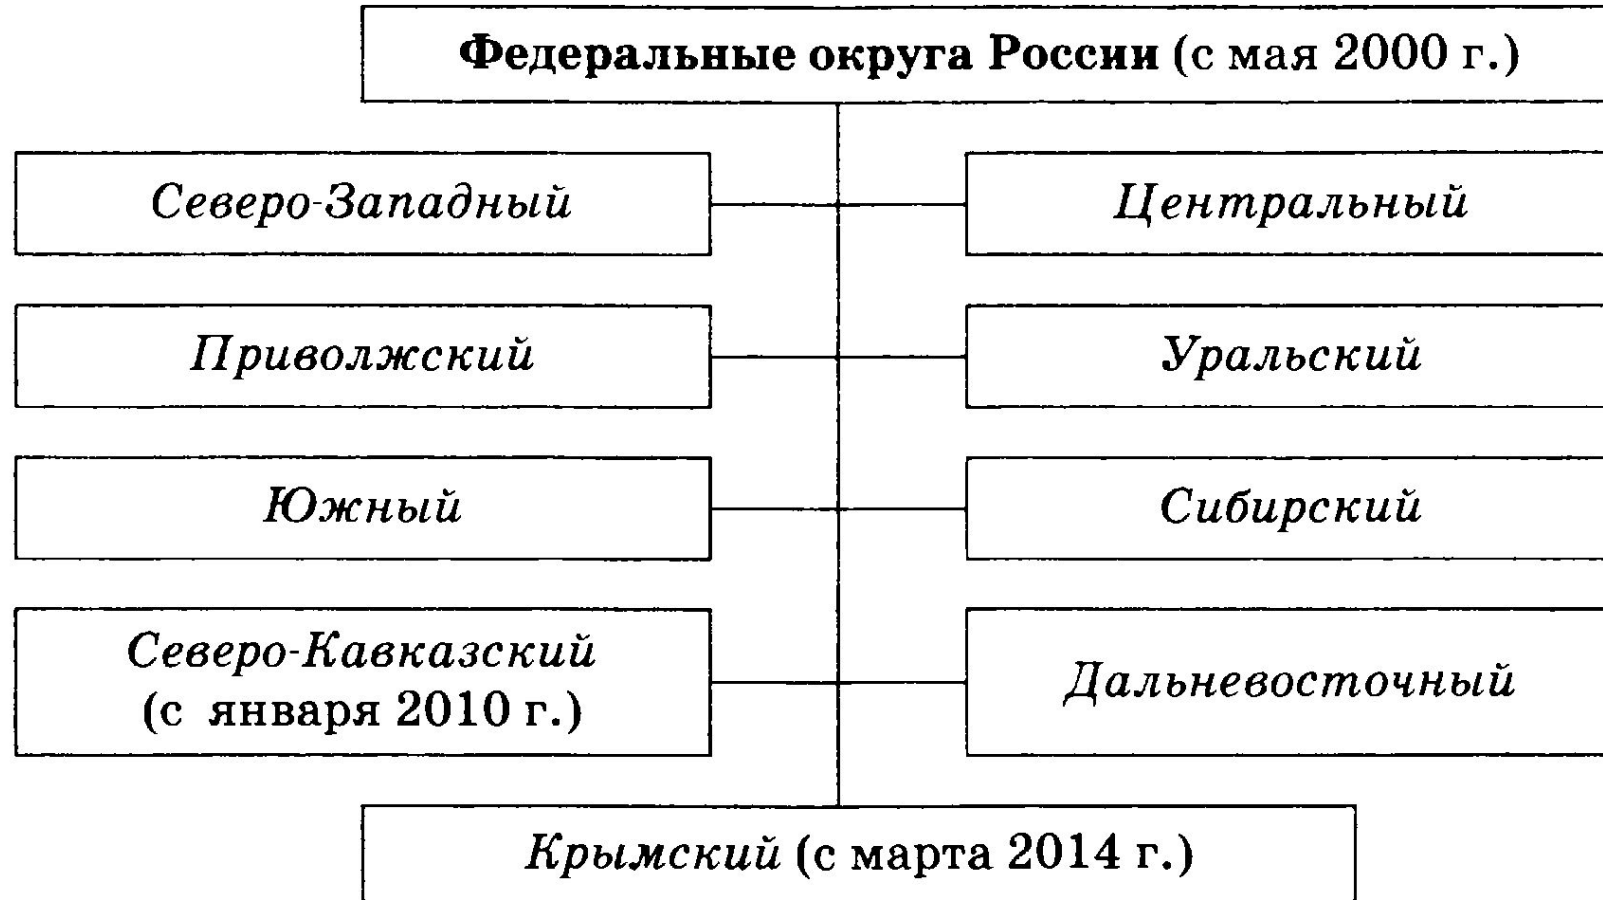 Федеральные округа России (с мая 2000 г.)
Северо-Западный
Центральный
Приволжский
Уральский
Южный
Сибирский
Северо-Кавказский
(с января 2010 г.)
Дальневосточный
Крымский (с марта 2014 г.)